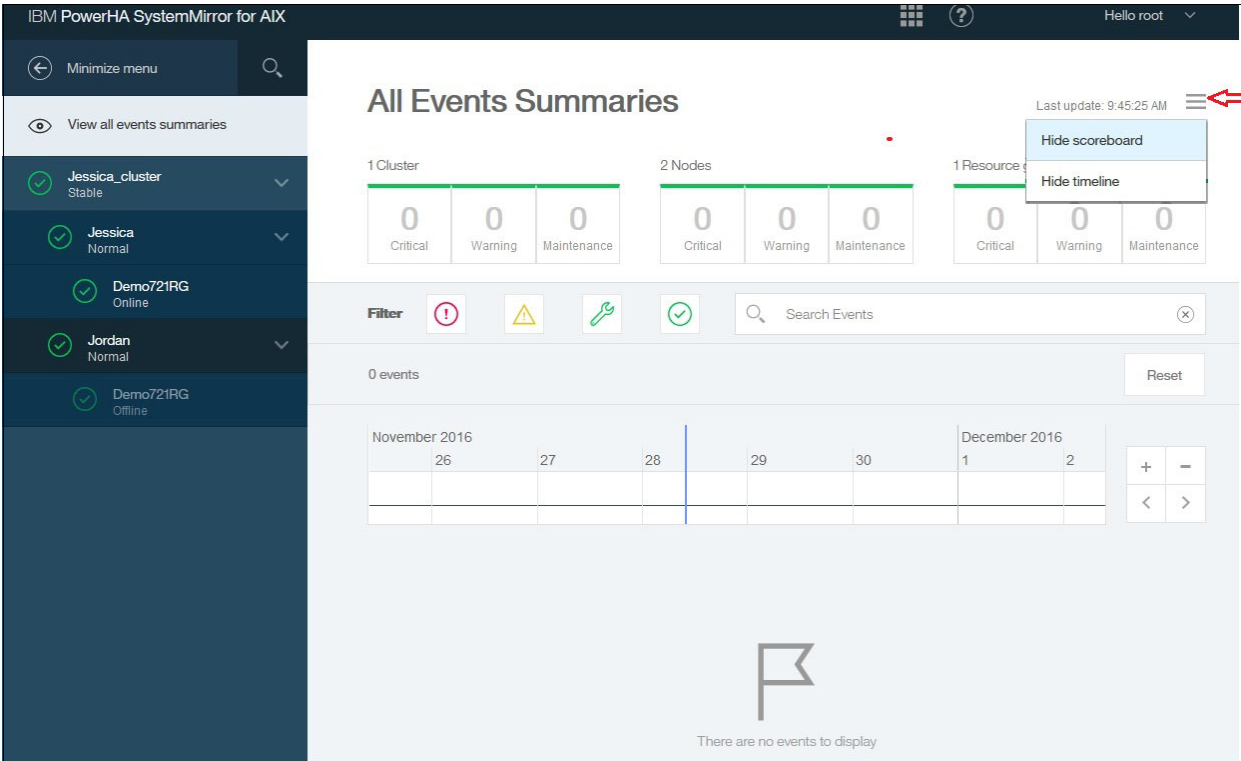 IBM PowerHA SystemMirror for AIX
Hello root
Minimize menu
View all events summaries
Jessica_cluster
Stable
Jessica
Normal
Demo721RG
Online
Jordan
Normal
Demo721RG
Offline
All Events Summaries
Last update: 9:45:25 AM
Hide scoreboard
Hide timeline
1 Cluster
0 0 0
Critical Warning Maintenance
2 Nodes
0 0 0
Critical Warning Maintenance
1 Resource
0 0 0
Critical Warning Maintenance
Filter
Search Events
0 events
Reset
November 2016 December 2016
26 27 28 29 30 1 2
+ −
< >
There are no events to display